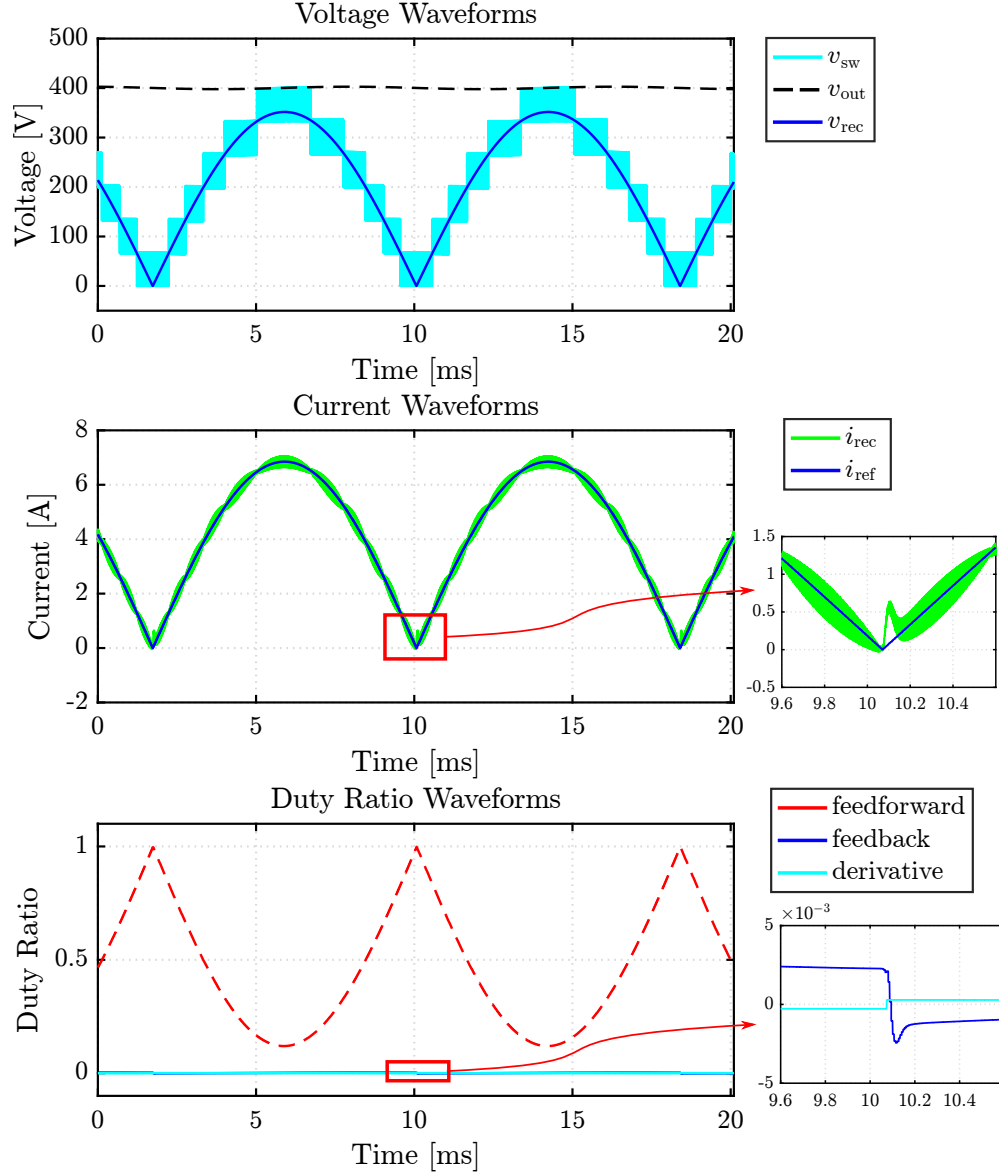 Voltage Waveforms
Voltage [V]
500
400
300
200
100
0
0 5 10 15 20
Time [ms]
v_sw
v_out
v_rec
Current Waveforms
Current [A]
8
6
4
2
0
-2
0 5 10 15 20
Time [ms]
i_rec
i_ref
1.5
1
0.5
0
-0.5
9.6 9.8 10 10.2 10.4
Duty Ratio Waveforms
Duty Ratio
1
0.5
0
0 5 10 15 20
Time [ms]
feedforward
feedback
derivative
×10⁻³
5
0
-5
9.6 9.8 10 10.2 10.4